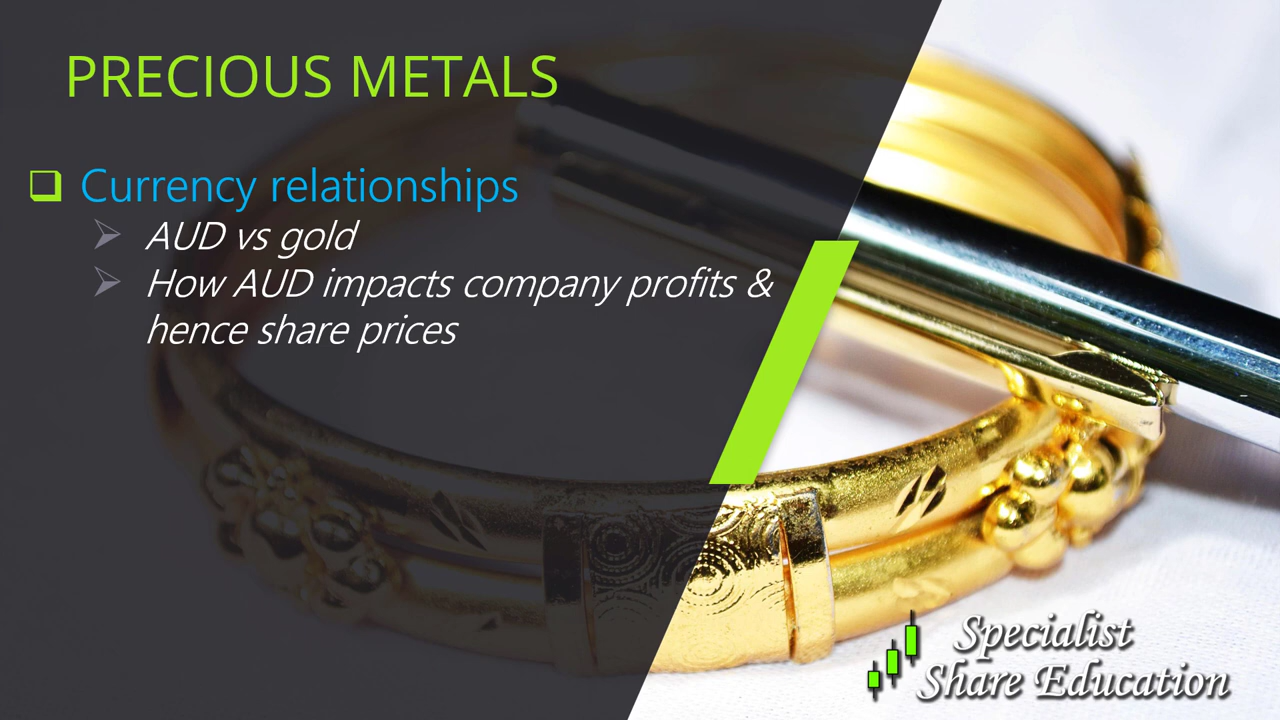 PRECIOUS METALS
Currency relationships
AUD vs gold
How AUD impacts company profits &
hence share prices
Specialist
Share Education